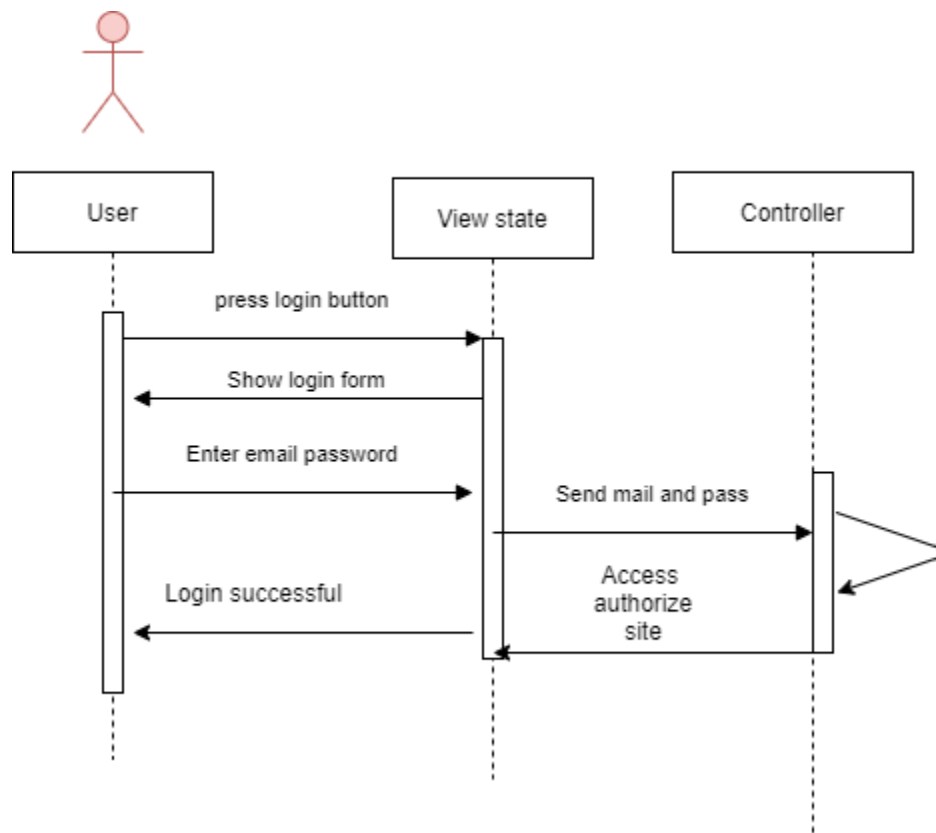 User
View state
Controller
press login button
Show login form
Enter email password
Send mail and pass
Access
authorize
site
Login successful